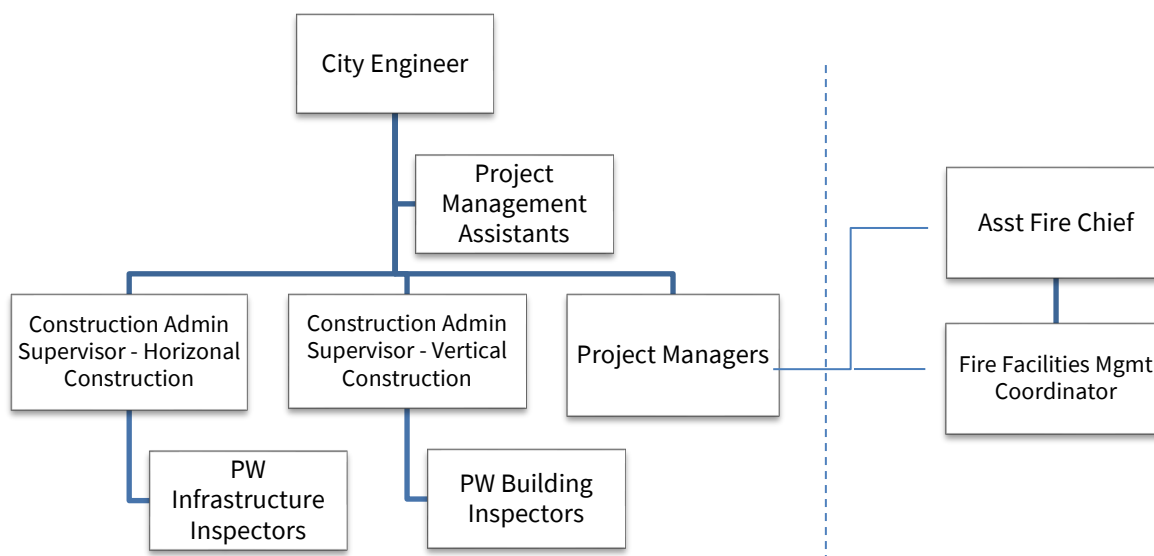 City Engineer
Project
Management
Assistants
Asst Fire Chief
Construction Admin
Supervisor - Horizonal
Construction
Construction Admin
Supervisor - Vertical
Construction
Project Managers
Fire Facilities Mgmt
Coordinator
PW
Infrastructure
Inspectors
PW Building
Inspectors